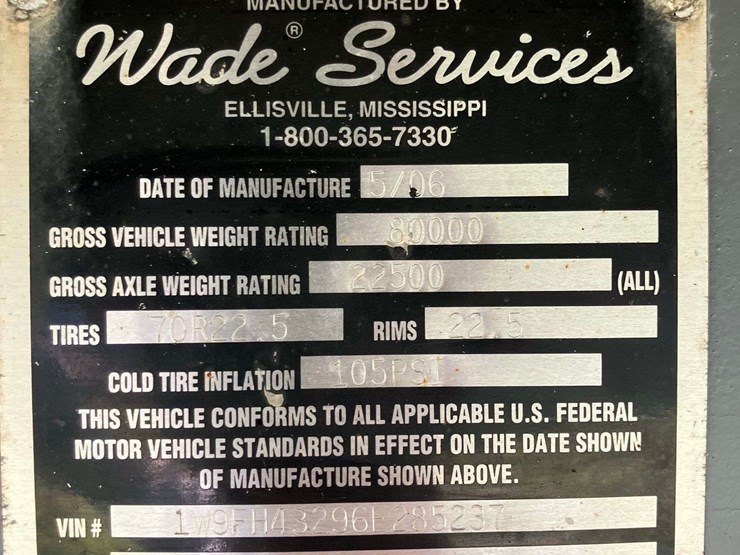 MANUFACTURED BY
Wade® Services
ELLISVILLE, MISSISSIPPI
1-800-365-7330
DATE OF MANUFACTURE 5/06
GROSS VEHICLE WEIGHT RATING 80000
GROSS AXLE WEIGHT RATING 22500 (ALL)
TIRES 70R22.5 RIMS 22.5
COLD TIRE INFLATION 105PSI
THIS VEHICLE CONFORMS TO ALL APPLICABLE U.S. FEDERAL
MOTOR VEHICLE STANDARDS IN EFFECT ON THE DATE SHOWN
OF MANUFACTURE SHOWN ABOVE.
VIN #